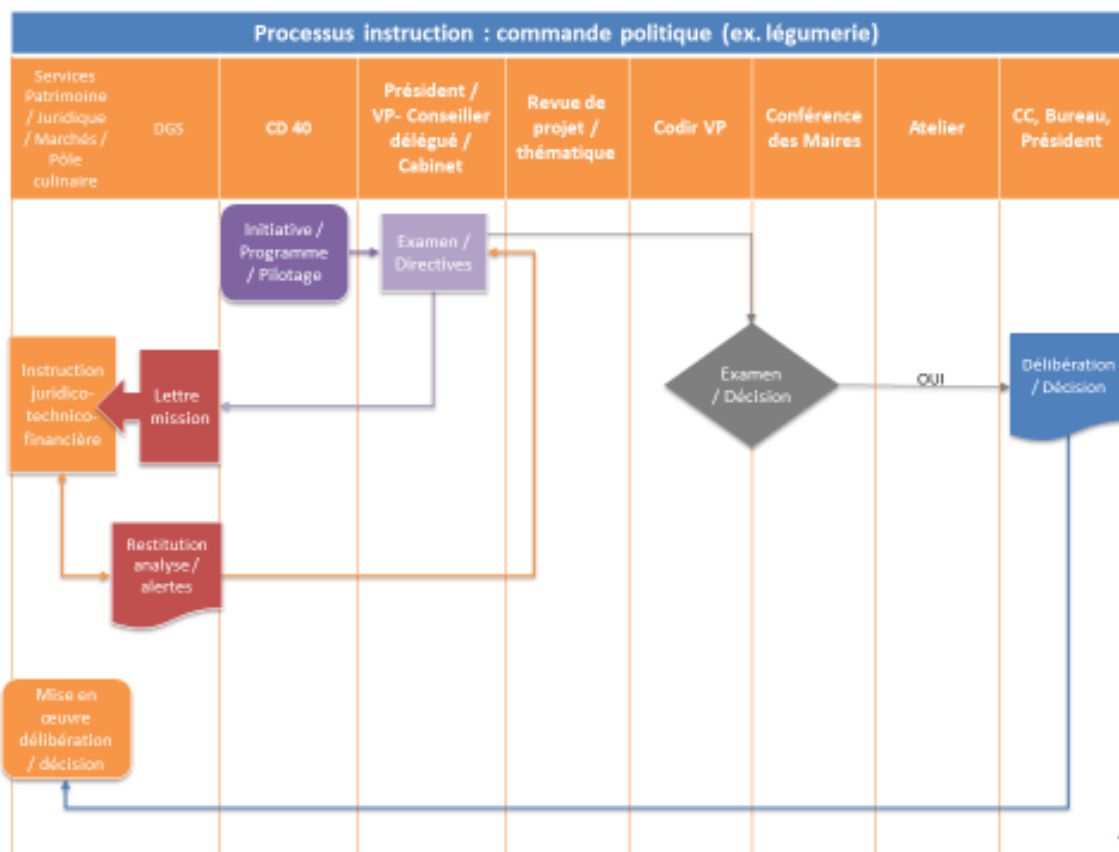 Processus instruction : commande politique (ex. légumerie)
Services
Patrimoine
/ Juridique
/ Marchés /
Pôle
culinaire
DGS
CD 40
Président /
VP- Conseiller
délégué /
Cabinet
Revue de
projet /
thématique
Codir VP
Conférence
des Maires
Atelier
CC, Bureau,
Président
Initiative /
Programme
/ Pilotage
Examen /
Directives
Instruction
juridico-
technico-
financière
Lettre
mission
Examen
/ Décision
OUI
Délibération
/ Décision
Restitution
analyse /
alertes
Mise en
œuvre
délibération
/ décision